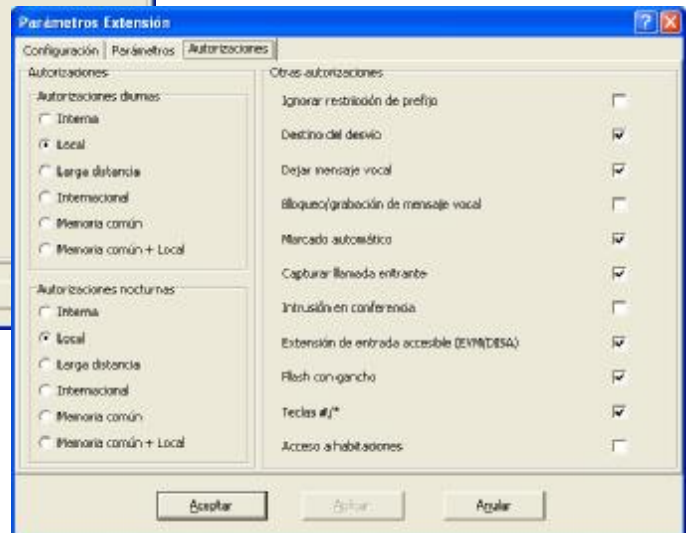 Parámetros Extensión
Configuración Parámetros Autorizaciones
Autorizaciones
Autorizaciones diurnas
Interna
Local
Larga distancia
Internacional
Memoria común
Memoria común + Local
Autorizaciones nocturnas
Interna
Local
Larga distancia
Internacional
Memoria común
Memoria común + Local
Otras autorizaciones
Ignorar restricción de prefijo
Destino del desvío
Dejar mensaje vocal
Bloqueo/grabación de mensaje vocal
Marcado automático
Capturar llamada entrante
Intrusión en conferencia
Extensión de entrada accesible (EVM/DISA)
Flash con gancho
Teclas #/*
Acceso a habitaciones
Aceptar
Aplicar
Anular